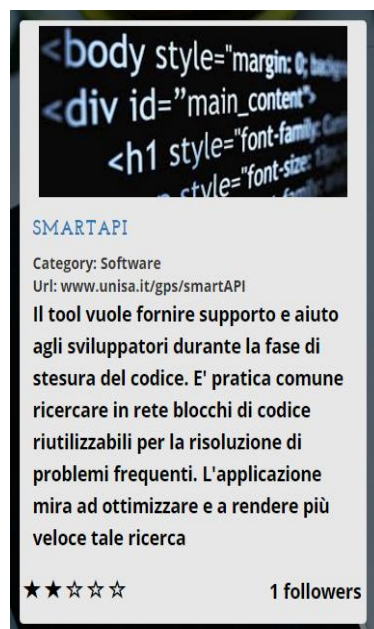 <body style="margin: 0;
<div id="main_content">
<h1 style="font-family:
style="font-size:
SMARTAPI
Category: Software
Url: www.unisa.it/gps/smartAPI
Il tool vuole fornire supporto e aiuto
agli sviluppatori durante la fase di
stesura del codice. E' pratica comune
ricercare in rete blocchi di codice
riutilizzabili per la risoluzione di
problemi frequenti. L'applicazione
mira ad ottimizzare e a rendere più
veloce tale ricerca
★★☆☆☆ 1 followers